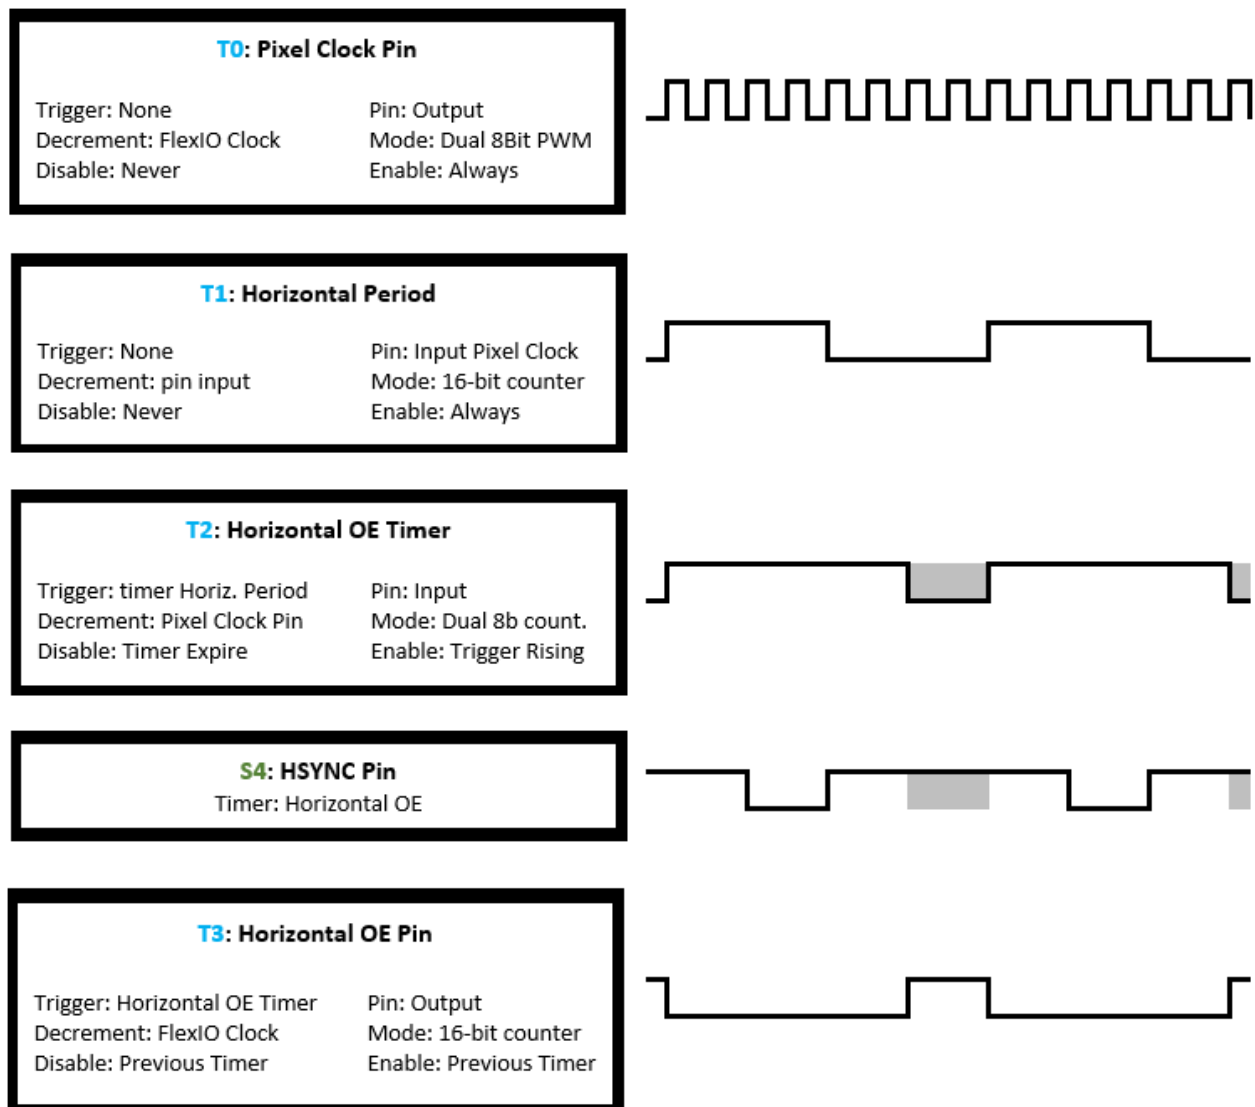 T0: Pixel Clock Pin
Trigger: None Pin: Output
Decrement: FlexIO Clock Mode: Dual 8Bit PWM
Disable: Never Enable: Always
T1: Horizontal Period
Trigger: None Pin: Input Pixel Clock
Decrement: pin input Mode: 16-bit counter
Disable: Never Enable: Always
T2: Horizontal OE Timer
Trigger: timer Horiz. Period Pin: Input
Decrement: Pixel Clock Pin Mode: Dual 8b count.
Disable: Timer Expire Enable: Trigger Rising
S4: HSYNC Pin
Timer: Horizontal OE
T3: Horizontal OE Pin
Trigger: Horizontal OE Timer Pin: Output
Decrement: FlexIO Clock Mode: 16-bit counter
Disable: Previous Timer Enable: Previous Timer